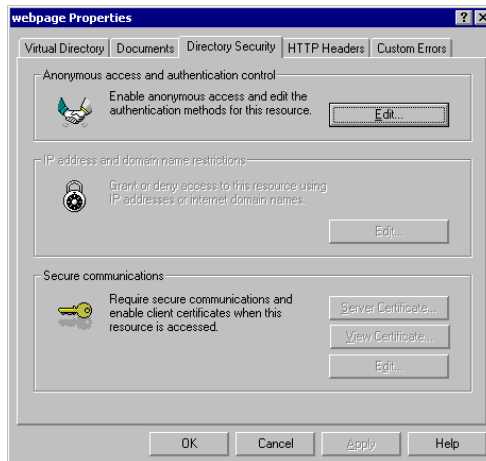 webpage Properties
Virtual Directory Documents Directory Security HTTP Headers Custom Errors
Anonymous access and authentication control
Enable anonymous access and edit the
authentication methods for this resource.
Edit...
IP address and domain name restrictions
Grant or deny access to this resource using
IP addresses or internet domain names.
Edit...
Secure communications
Require secure communications and
enable client certificates when this
resource is accessed.
Server Certificate...
View Certificate...
Edit...
OK Cancel Apply Help